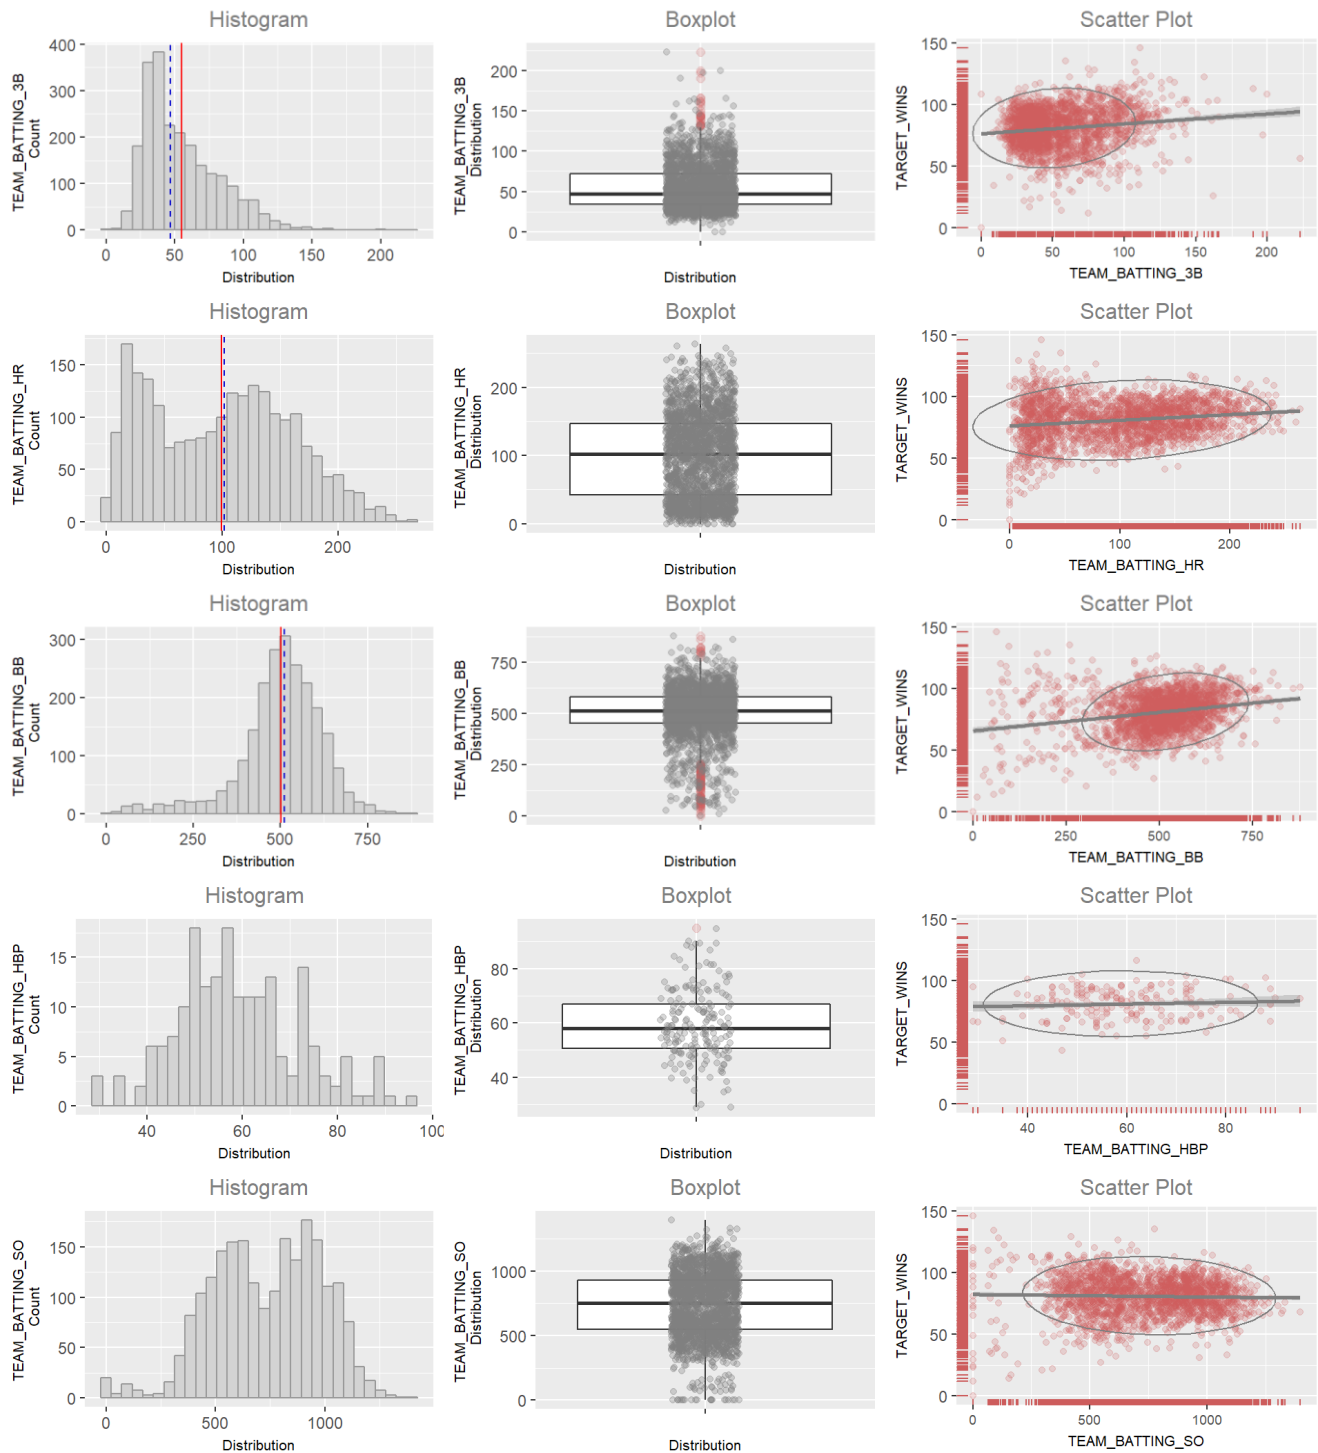 Histogram
TEAM_BATTING_3B
Count
400
300
200
100
0
0 50 100 150 200
Distribution
Boxplot
TEAM_BATTING_3B
Distribution
200
150
100
50
0
Distribution
Scatter Plot
TARGET_WINS
150
100
50
0
0 50 100 150 200
TEAM_BATTING_3B
Histogram
TEAM_BATTING_HR
Count
150
100
50
0
0 100 200
Distribution
Boxplot
TEAM_BATTING_HR
Distribution
200
100
0
Distribution
Scatter Plot
TARGET_WINS
150
100
50
0
0 100 200
TEAM_BATTING_HR
Histogram
TEAM_BATTING_BB
Count
300
200
100
0
0 250 500 750
Distribution
Boxplot
TEAM_BATTING_BB
Distribution
750
500
250
0
Distribution
Scatter Plot
TARGET_WINS
150
100
50
0
0 250 500 750
TEAM_BATTING_BB
Histogram
TEAM_BATTING_HBP
Count
15
10
5
0
40 60 80 100
Distribution
Boxplot
TEAM_BATTING_HBP
Distribution
80
60
40
Distribution
Scatter Plot
TARGET_WINS
150
100
50
0
40 60 80
TEAM_BATTING_HBP
Histogram
TEAM_BATTING_SO
Count
150
100
50
0
0 500 1000
Distribution
Boxplot
TEAM_BATTING_SO
Distribution
1000
500
0
Distribution
Scatter Plot
TARGET_WINS
150
100
50
0
0 500 1000
TEAM_BATTING_SO